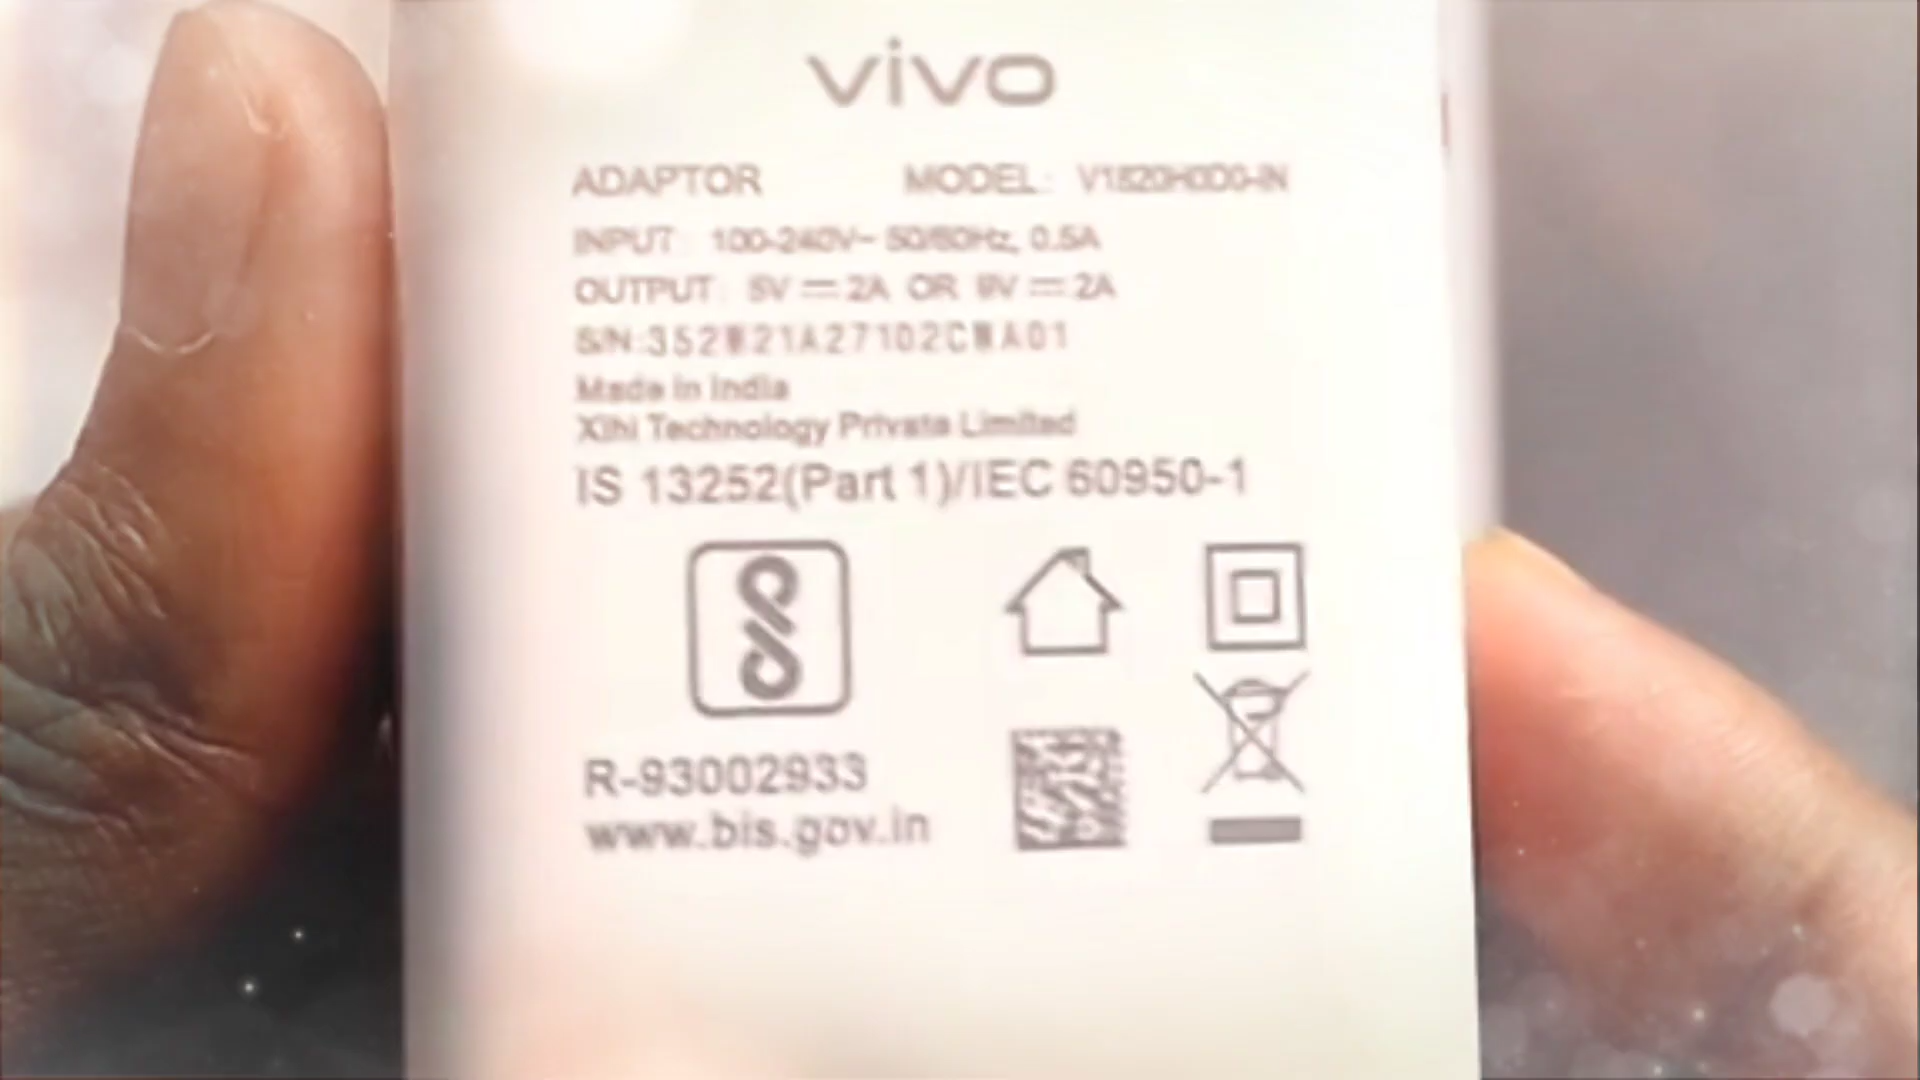 vivo
ADAPTOR MODEL: V1820H0D0-IN
INPUT: 100-240V~ 50/60Hz, 0.5A
OUTPUT: 5V ⎓ 2A OR 9V ⎓ 2A
S/N:
Made in India
Xihi Technology Private Limited
IS 13252(Part 1)/IEC 60950-1
R-93002933
www.bis.gov.in